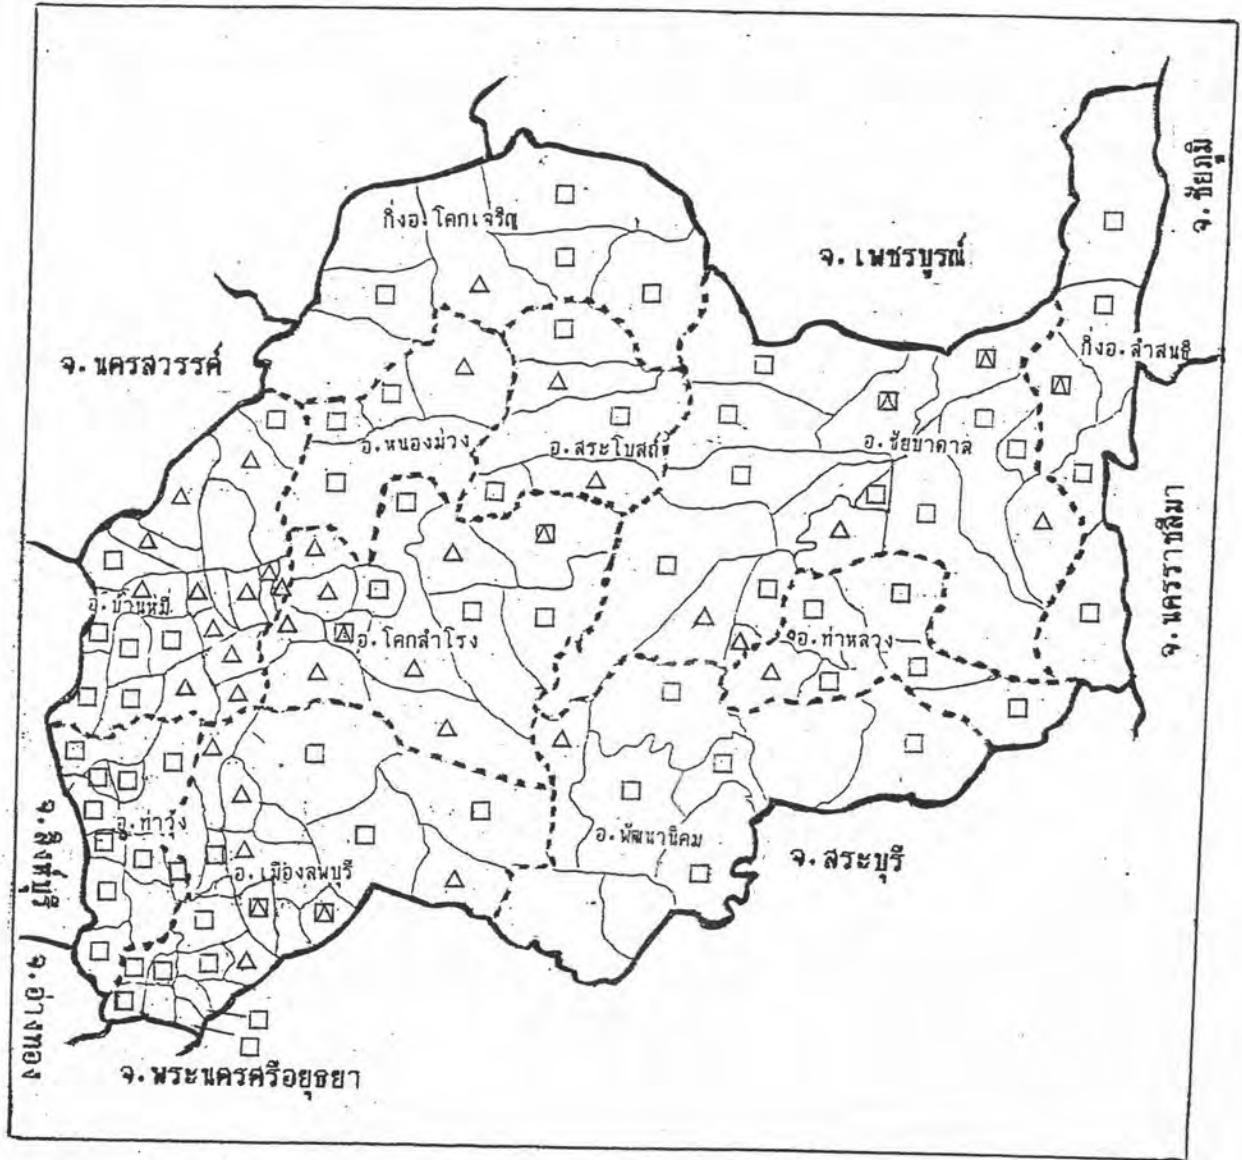 กิ่งอ. โคกเจริญ
จ. เพชรบูรณ์
จ. ชัยภูมิ
จ. นครสวรรค์
กิ่งอ. ลำสนธิ
อ. หนองม่วง
อ. สระโบสถ์
อ. ชัยบาดาล
จ. นครราชสีมา
อ. บ้านหมี่
อ. โคกสำโรง
อ. ท่าหลวง
จ. สิงห์บุรี
อ. ท่าวุ้ง
อ. พัฒนานิคม
จ. สระบุรี
อ. เมืองลพบุรี
จ. อ่างทอง
จ. พระนครศรีอยุธยา